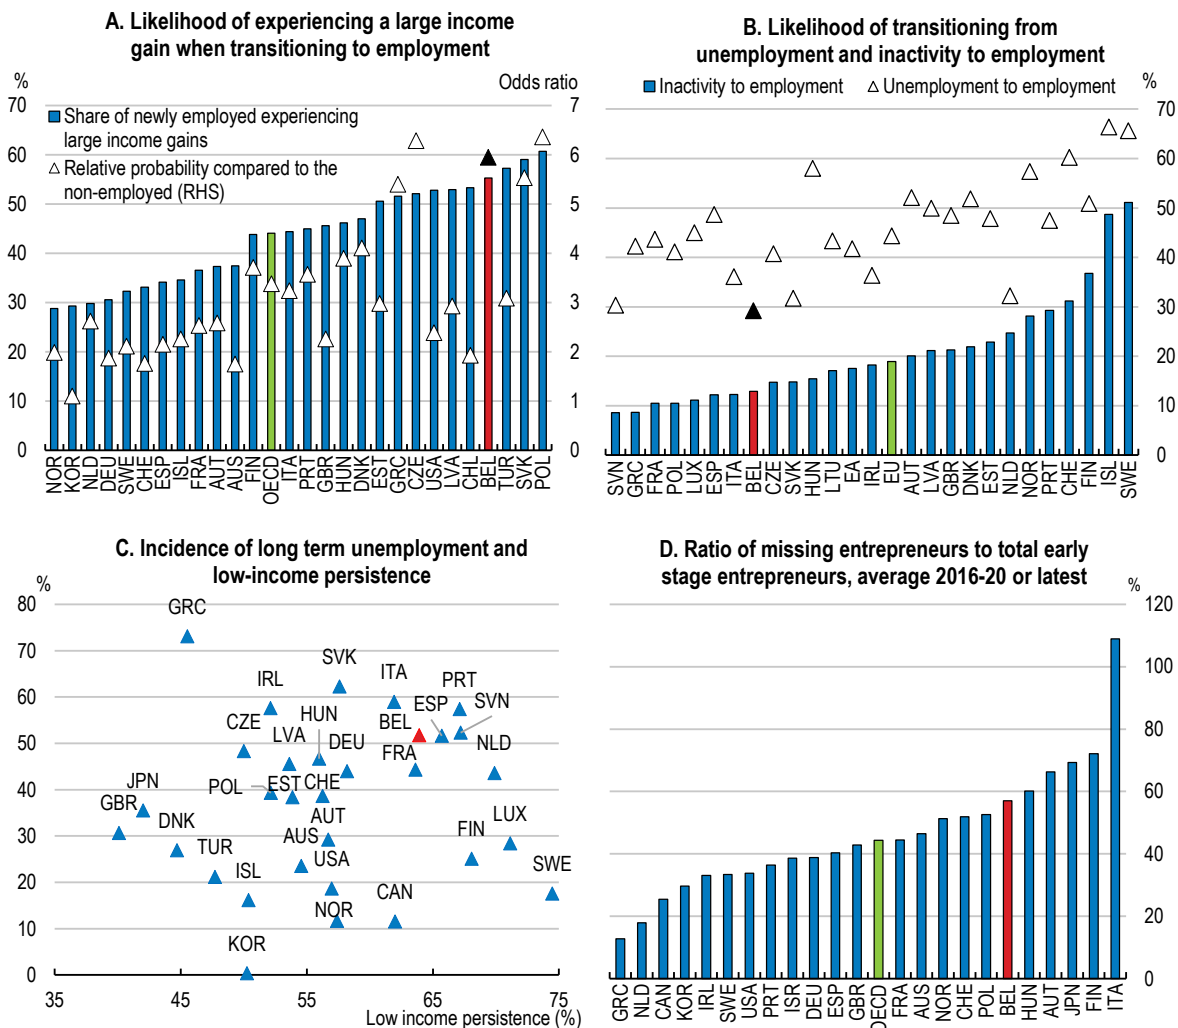 A. Likelihood of experiencing a large income
gain when transitioning to employment
%
Odds ratio
Share of newly employed experiencing
large income gains
Relative probability compared to the
non-employed (RHS)
70
60
50
40
30
20
10
0
7
6
5
4
3
2
1
0
NOR
KOR
NLD
DEU
SWE
CHE
ESP
ISL
FRA
AUT
AUS
FIN
OECD
ITA
PRT
GBR
HUN
DNK
EST
GRC
CZE
USA
LVA
CHL
BEL
TUR
SVK
POL
B. Likelihood of transitioning from
unemployment and inactivity to employment
Inactivity to employment
Unemployment to employment
%
70
60
50
40
30
20
10
0
SVN
GRC
FRA
POL
LUX
ESP
ITA
BEL
CZE
SVK
HUN
LTU
EA
IRL
EU
AUT
LVA
GBR
DNK
EST
NLD
NOR
PRT
CHE
FIN
ISL
SWE
C. Incidence of long term unemployment and
low-income persistence
%
80
70
60
50
40
30
20
10
0
GRC
SVK
ITA
IRL
PRT
ESP
SVN
HUN
BEL
CZE
LVA
DEU
FRA
NLD
JPN
POL
EST
CHE
GBR
AUT
LUX
DNK
AUS
FIN
TUR
USA
SWE
ISL
CAN
NOR
KOR
35
45
55
65
75
Low income persistence (%)
D. Ratio of missing entrepreneurs to total early
stage entrepreneurs, average 2016-20 or latest
%
120
100
80
60
40
20
0
GRC
NLD
CAN
KOR
IRL
SWE
USA
PRT
ISR
DEU
ESP
GBR
OECD
FRA
AUS
NOR
CHE
POL
BEL
HUN
AUT
JPN
FIN
ITA